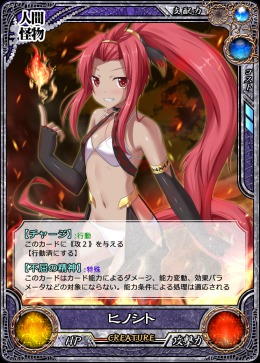 人間
怪物
【チャージ】:行動
このカードに《攻2》を与える
【行動済にする】
【不屈の精神】:特殊
このカードはカード能力によるダメージ、能力変動、効果パラ
メータなどの対象にならない。能力条件による処理は適応される
ヒノシト
HP
CREATURE
攻撃力